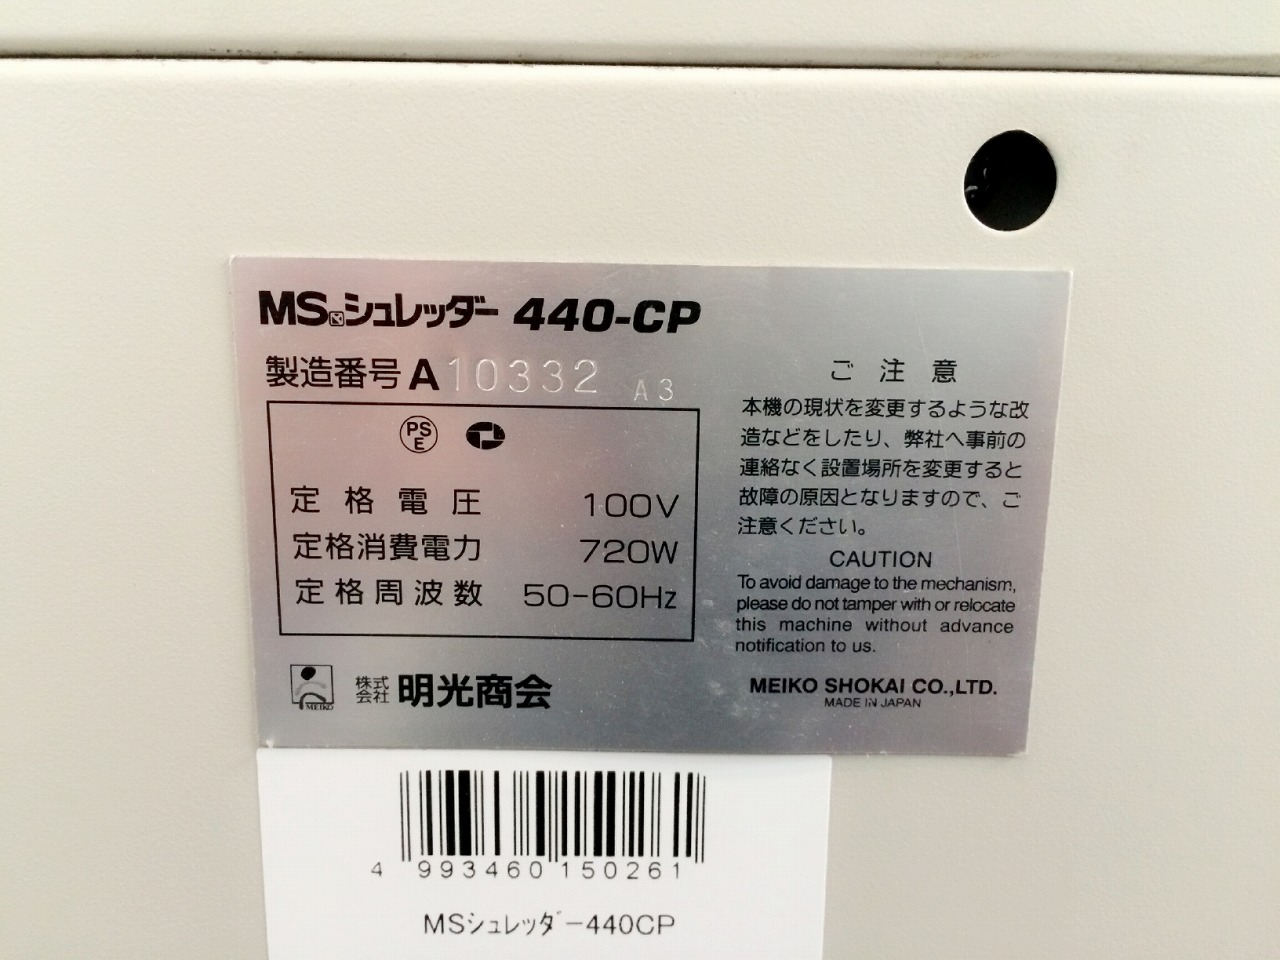 MSシュレッダー 440-CP
製造番号 A10332 A3
PS
E
定格電圧 100V
定格消費電力 720W
定格周波数 50-60Hz
MEIKO
株式
会社 明光商会
ご注意
本機の現状を変更するような改
造などをしたり、弊社へ事前の
連絡なく設置場所を変更すると
故障の原因となりますので、ご
注意ください。
CAUTION
To avoid damage to the mechanism,
please do not tamper with or relocate
this machine without advance
notification to us.
MEIKO SHOKAI CO.,LTD.
MADE IN JAPAN
4 993460 150261
MSシュレッダー440CP